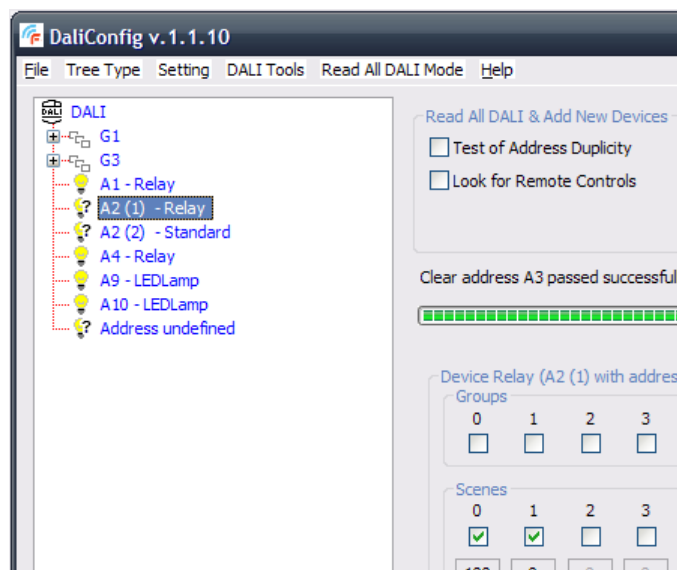 DaliConfig v.1.1.10
File Tree Type Setting DALI Tools Read All DALI Mode Help
DALI
G1
G3
A1 - Relay
A2 (1) - Relay
A2 (2) - Standard
A4 - Relay
A9 - LEDLamp
A10 - LEDLamp
Address undefined
Read All DALI & Add New Devices
Test of Address Duplicity
Look for Remote Controls
Clear address A3 passed successful
Device Relay (A2 (1) with addres
Groups
0 1 2 3
Scenes
0 1 2 3